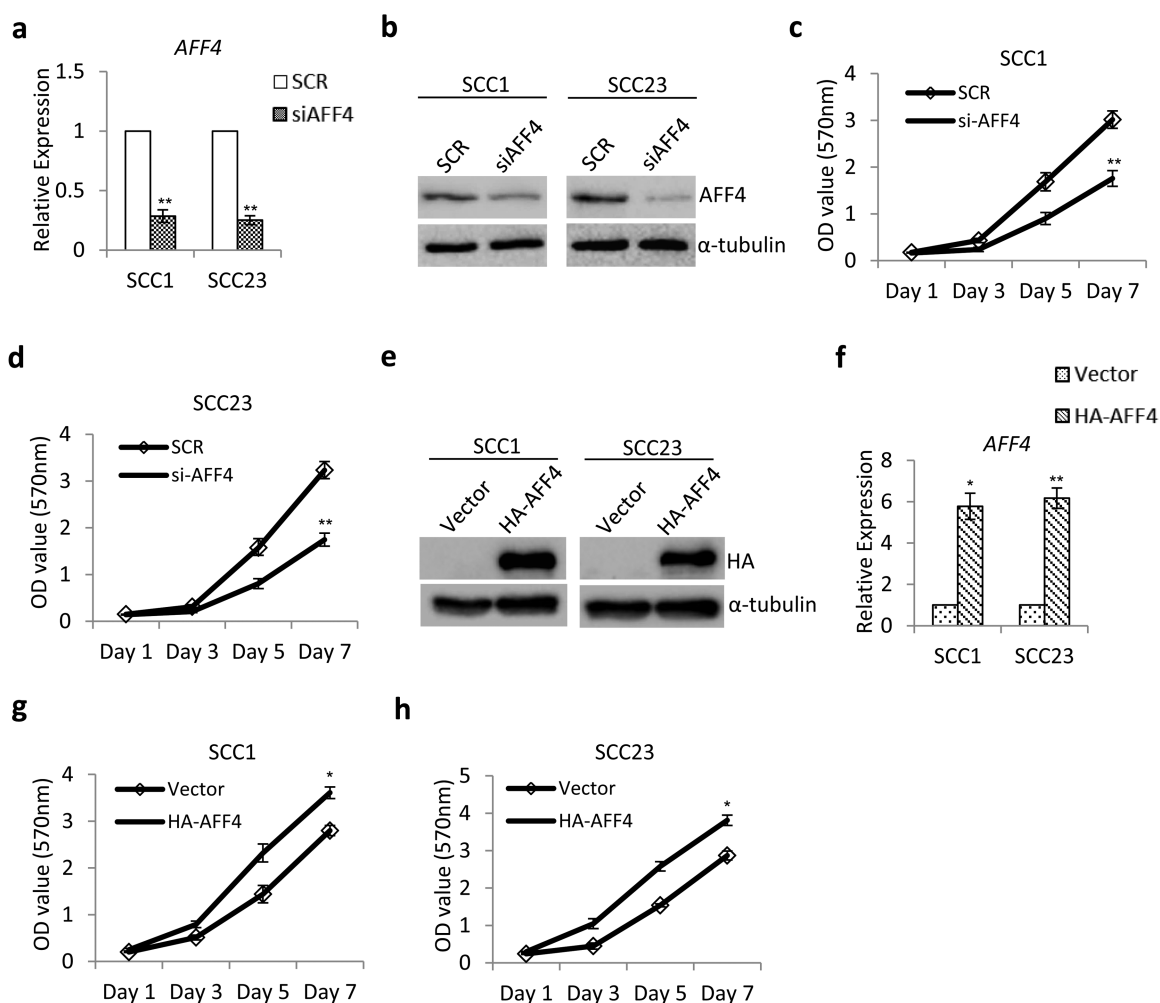 a
AFF4
Relative Expression
1.5
1
0.5
0
SCR
siAFF4
**
**
SCC1
SCC23
b
SCC1
SCC23
SCR
siAFF4
SCR
siAFF4
AFF4
α-tubulin
c
SCC1
OD value (570nm)
4
3
2
1
0
SCR
si-AFF4
**
Day 1 Day 3 Day 5 Day 7
d
SCC23
OD value (570nm)
4
3
2
1
0
SCR
si-AFF4
**
Day 1 Day 3 Day 5 Day 7
e
SCC1
SCC23
Vector
HA-AFF4
Vector
HA-AFF4
HA
α-tubulin
f
Vector
HA-AFF4
AFF4
Relative Expression
8
6
4
2
0
*
**
SCC1
SCC23
g
SCC1
OD value (570nm)
4
3
2
1
0
Vector
HA-AFF4
*
Day 1 Day 3 Day 5 Day 7
h
SCC23
OD value (570nm)
5
4
3
2
1
0
Vector
HA-AFF4
*
Day 1 Day 3 Day 5 Day 7